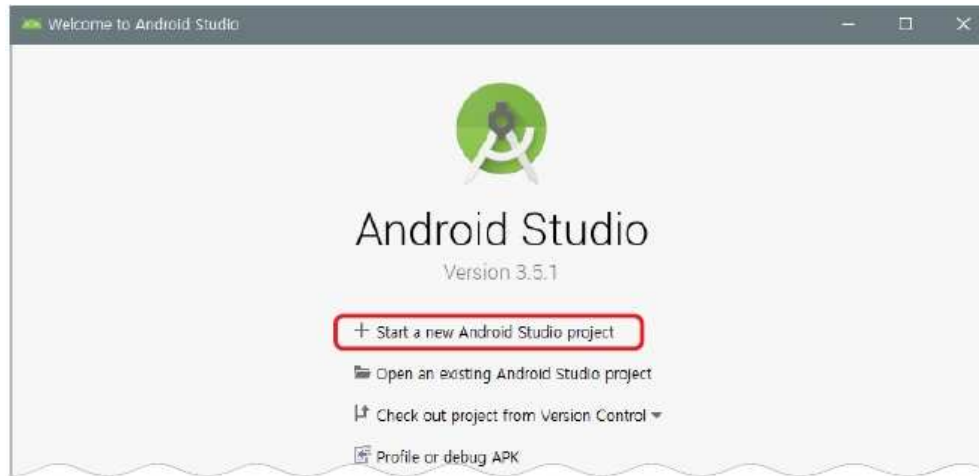 Welcome to Android Studio
Android Studio
Version 3.5.1
+ Start a new Android Studio project
Open an existing Android Studio project
Check out project from Version Control
Profile or debug APK